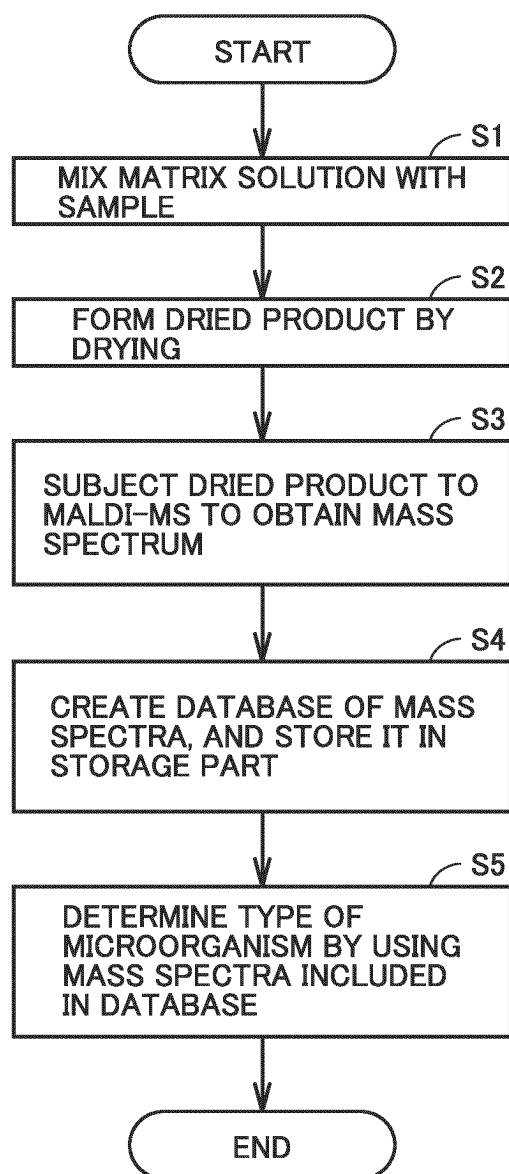 START
S1
MIX MATRIX SOLUTION WITH
SAMPLE
S2
FORM DRIED PRODUCT BY
DRYING
S3
SUBJECT DRIED PRODUCT TO
MALDI-MS TO OBTAIN MASS
SPECTRUM
S4
CREATE DATABASE OF MASS
SPECTRA, AND STORE IT IN
STORAGE PART
S5
DETERMINE TYPE OF
MICROORGANISM BY USING
MASS SPECTRA INCLUDED
IN DATABASE
END